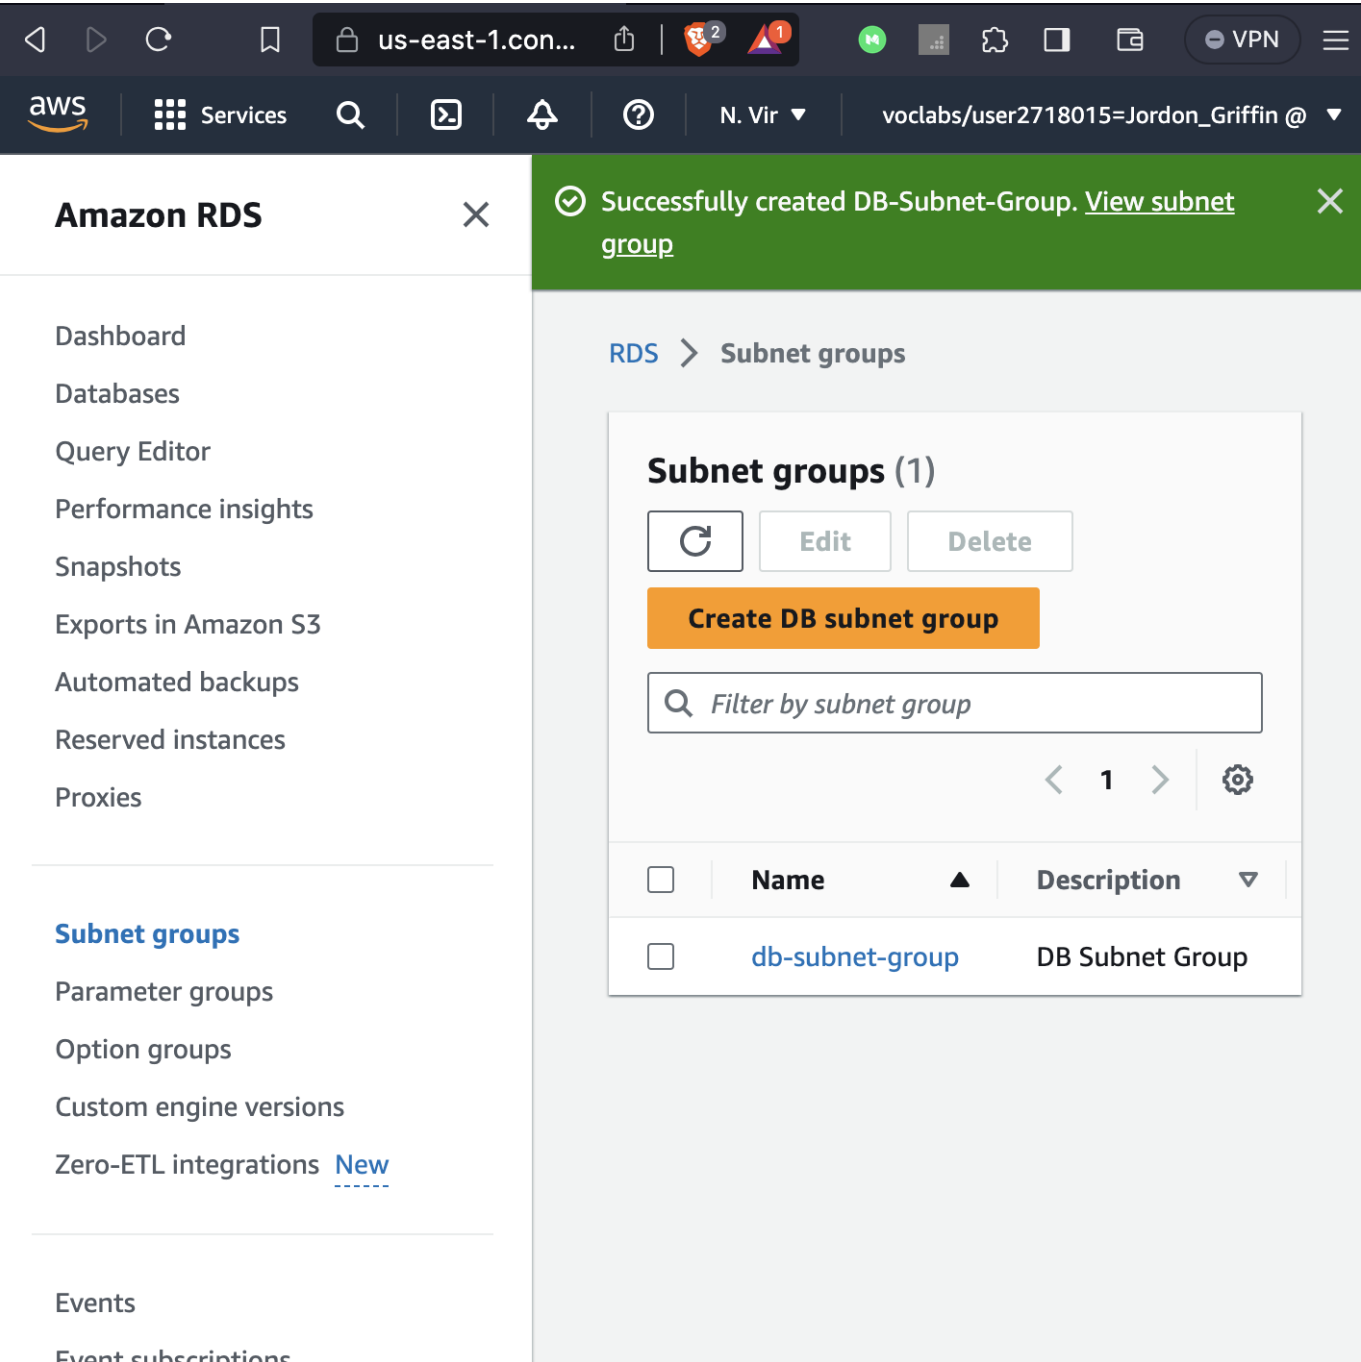 us-east-1.con...
2
1
VPN
aws
Services
N. Vir
voclabs/user2718015=Jordon_Griffin @
Amazon RDS
Successfully created DB-Subnet-Group. View subnet
group
Dashboard
Databases
Query Editor
Performance insights
Snapshots
Exports in Amazon S3
Automated backups
Reserved instances
Proxies
Subnet groups
Parameter groups
Option groups
Custom engine versions
Zero-ETL integrations New
Events
Event subscriptions
RDS
Subnet groups
Subnet groups (1)
Edit
Delete
Create DB subnet group
Filter by subnet group
1
Name
Description
db-subnet-group
DB Subnet Group